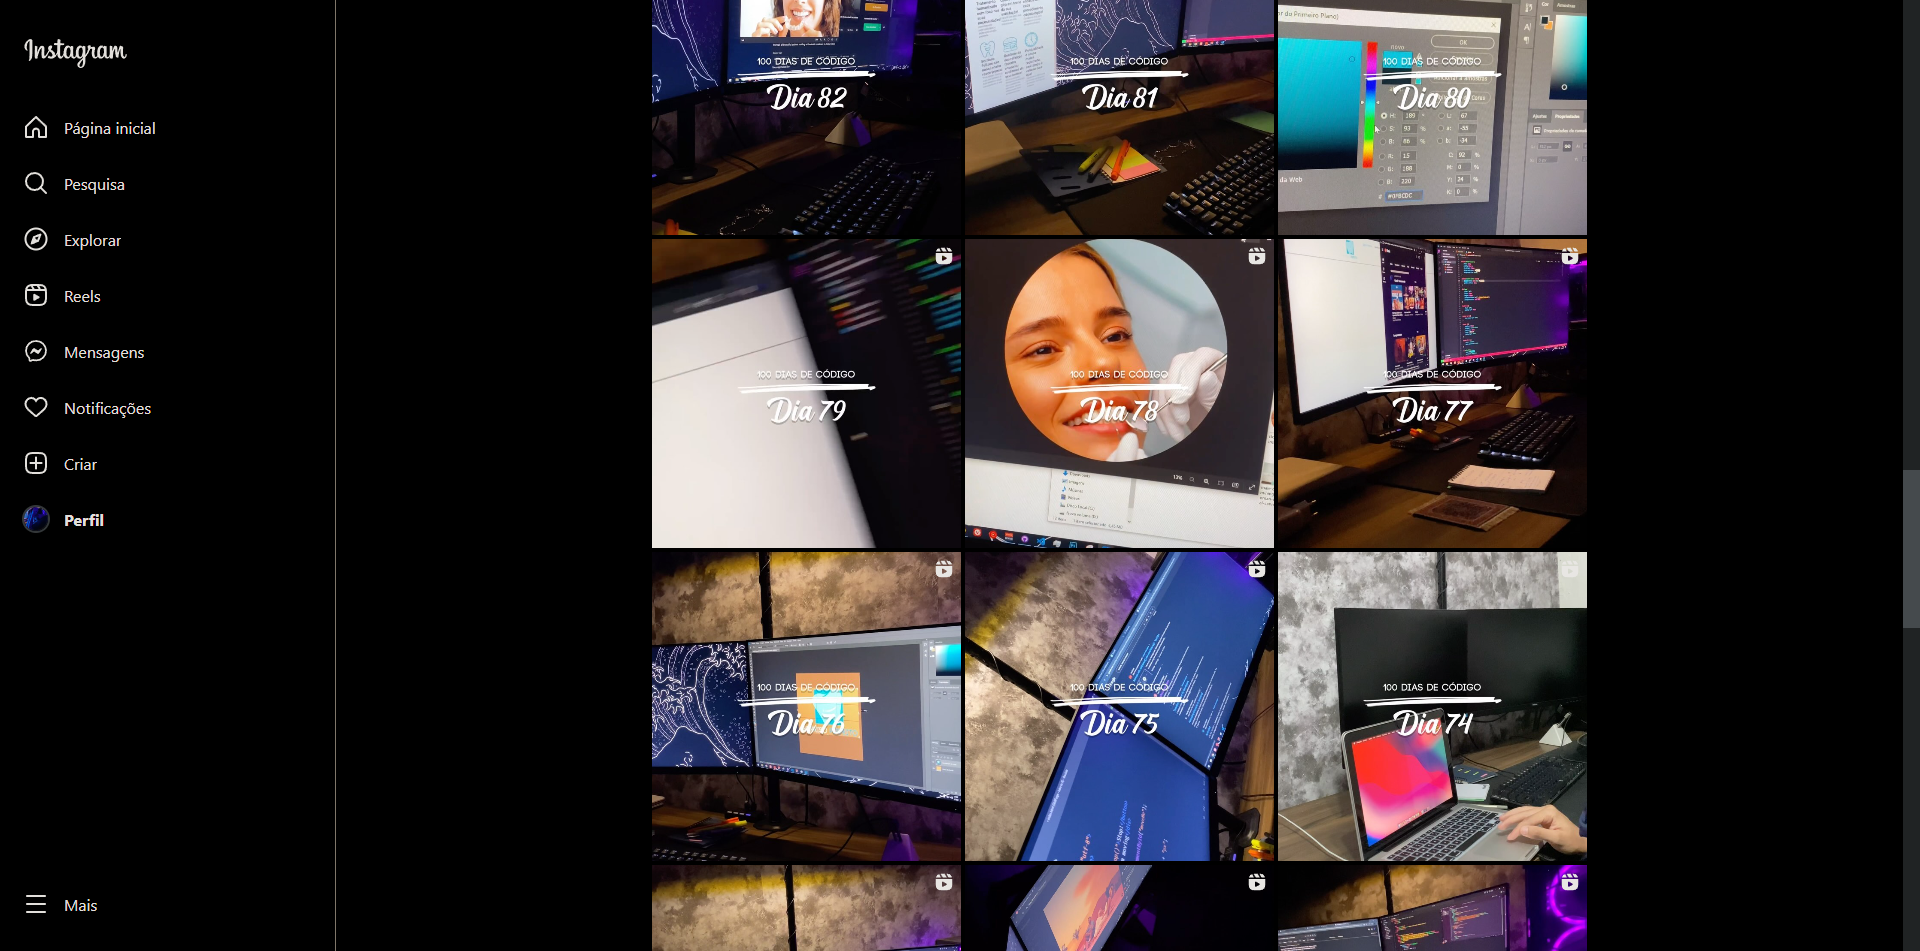 Instagram
Página inicial
Pesquisa
Explorar
Reels
Mensagens
Notificações
Criar
Perfil
Mais
100 DIAS DE CÓDIGO
Dia 82
100 DIAS DE CÓDIGO
Dia 81
100 DIAS DE CÓDIGO
Dia 80
OK
da Web
100 DIAS DE CÓDIGO
Dia 79
100 DIAS DE CÓDIGO
Dia 78
100 DIAS DE CÓDIGO
Dia 77
100 DIAS DE CÓDIGO
Dia 76
100 DIAS DE CÓDIGO
Dia 75
100 DIAS DE CÓDIGO
Dia 74